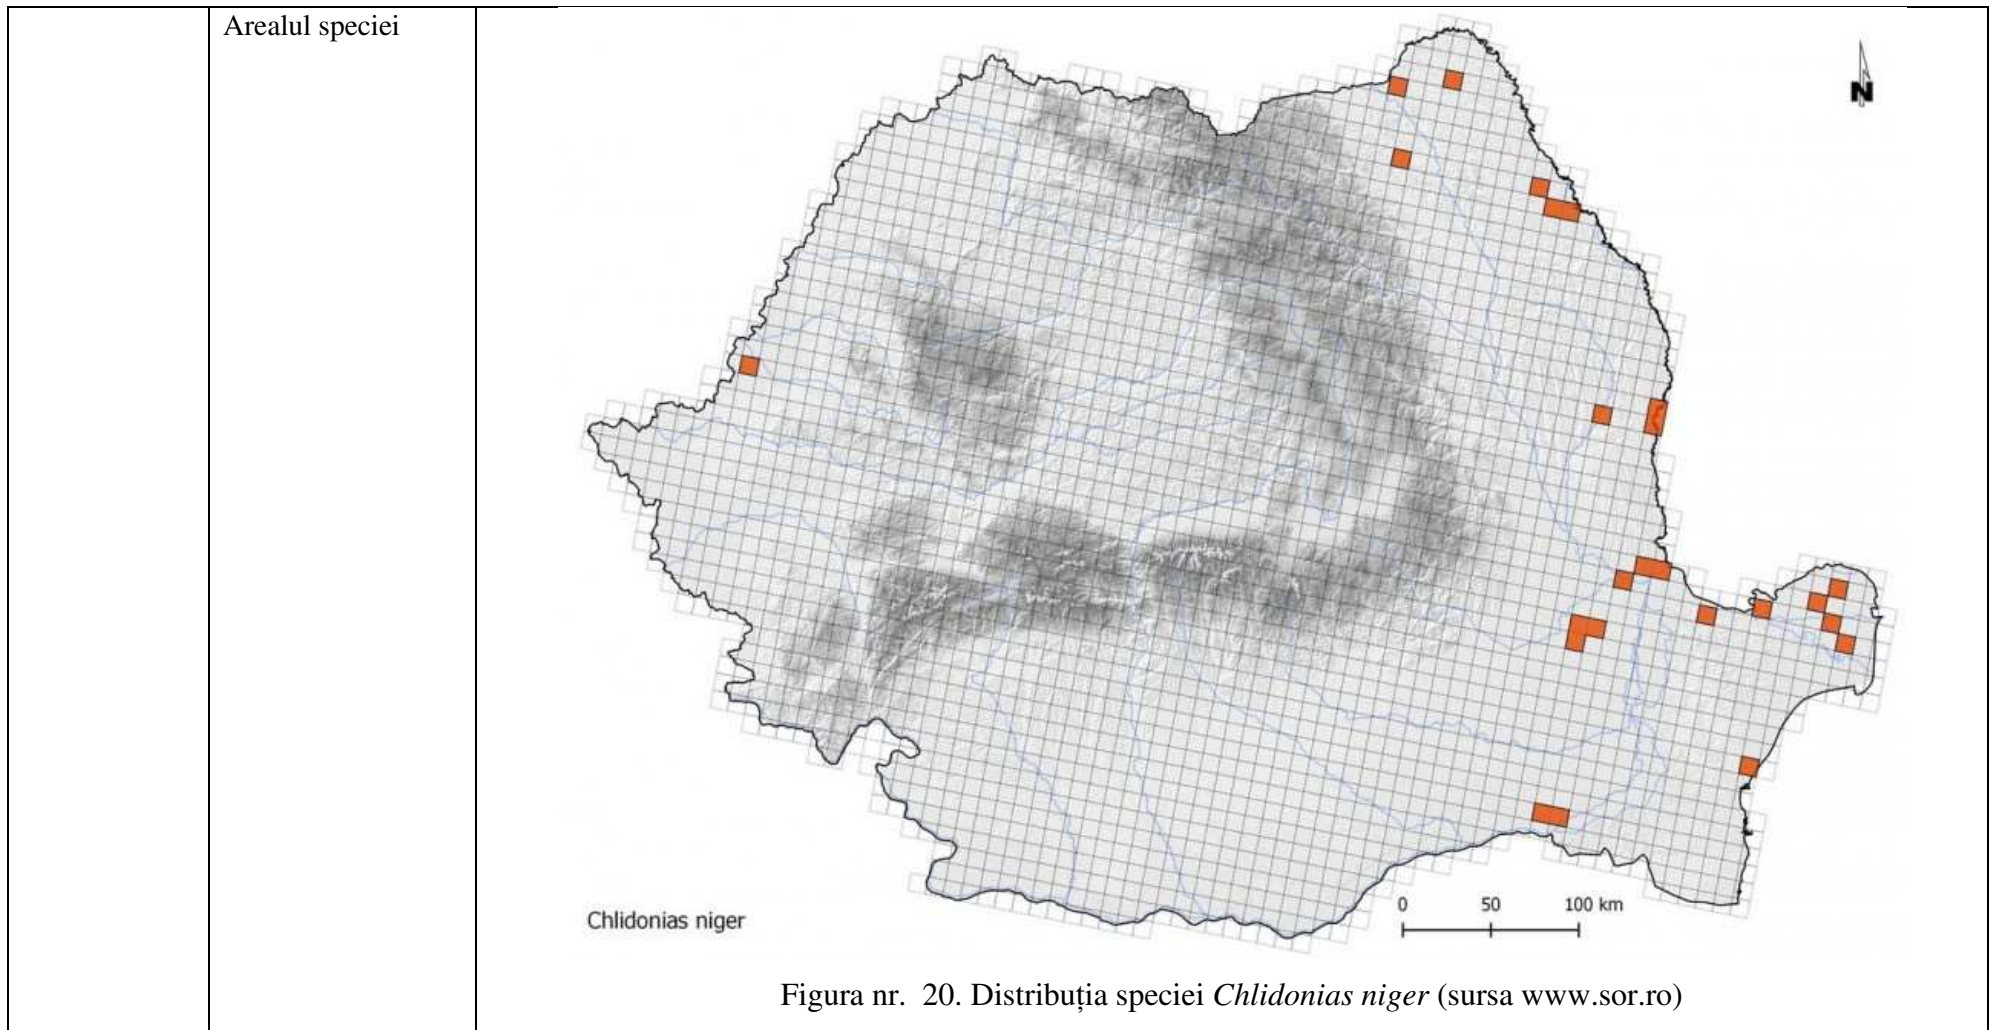 Arealul speciei
N
Chlidonias niger
0 50 100 km
Figura nr. 20. Distribuția speciei Chlidonias niger (sursa www.sor.ro)